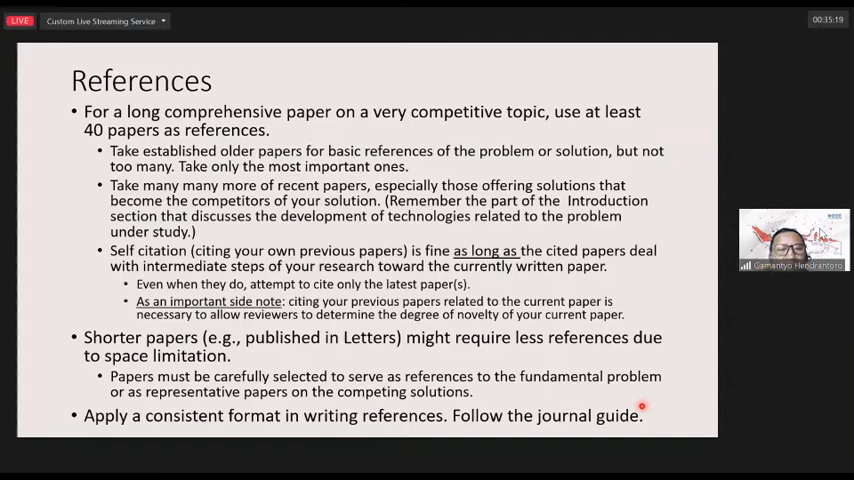 LIVE
Custom Live Streaming Service
00:35:19
References
• For a long comprehensive paper on a very competitive topic, use at least
40 papers as references.
• Take established older papers for basic references of the problem or solution, but not
too many. Take only the most important ones.
• Take many many more of recent papers, especially those offering solutions that
become the competitors of your solution. (Remember the part of the Introduction
section that discusses the development of technologies related to the problem
under study.)
• Self citation (citing your own previous papers) is fine as long as the cited papers deal
with intermediate steps of your research toward the currently written paper.
• Even when they do, attempt to cite only the latest paper(s).
• As an important side note: citing your previous papers related to the current paper is
necessary to allow reviewers to determine the degree of novelty of your current paper.
• Shorter papers (e.g., published in Letters) might require less references due
to space limitation.
• Papers must be carefully selected to serve as references to the fundamental problem
or as representative papers on the competing solutions.
• Apply a consistent format in writing references. Follow the journal guide.
IEEE
Gamantyo Hendrantoro